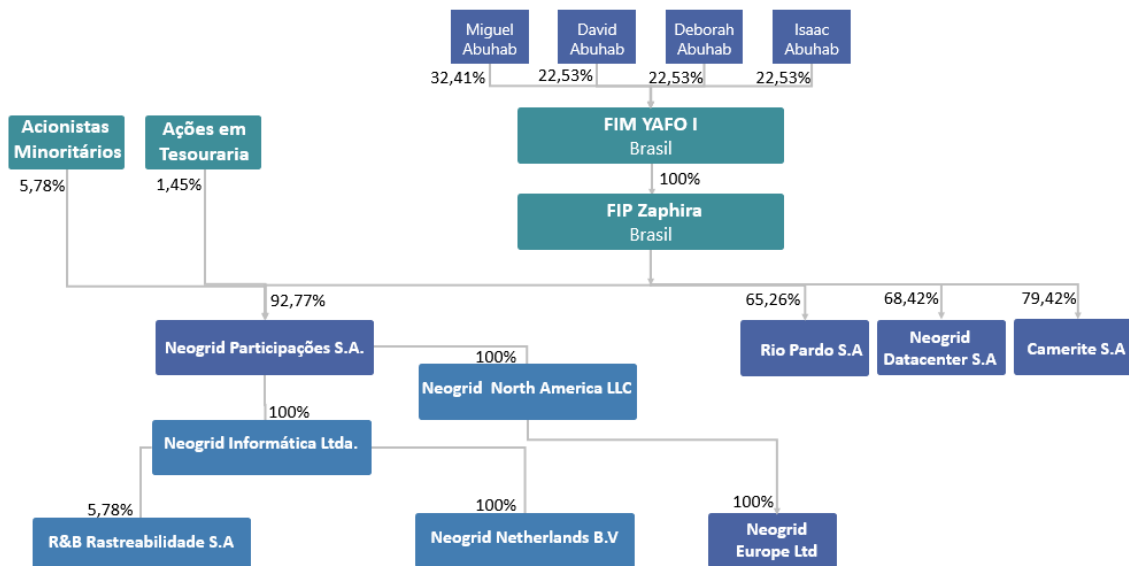 Miguel
Abuhab
David
Abuhab
Deborah
Abuhab
Isaac
Abuhab
32,41%
22,53%
22,53%
22,53%
FIM YAFO I
Brasil
Acionistas
Minoritários
Ações em
Tesouraria
5,78%
1,45%
100%
FIP Zaphira
Brasil
92,77%
65,26%
68,42%
79,42%
Neogrid Participações S.A.
Rio Pardo S.A
Neogrid
Datacenter S.A
Camerite S.A
100%
Neogrid North America LLC
100%
Neogrid Informática Ltda.
5,78%
100%
100%
R&B Rastreabilidade S.A
Neogrid Netherlands B.V
Neogrid
Europe Ltd